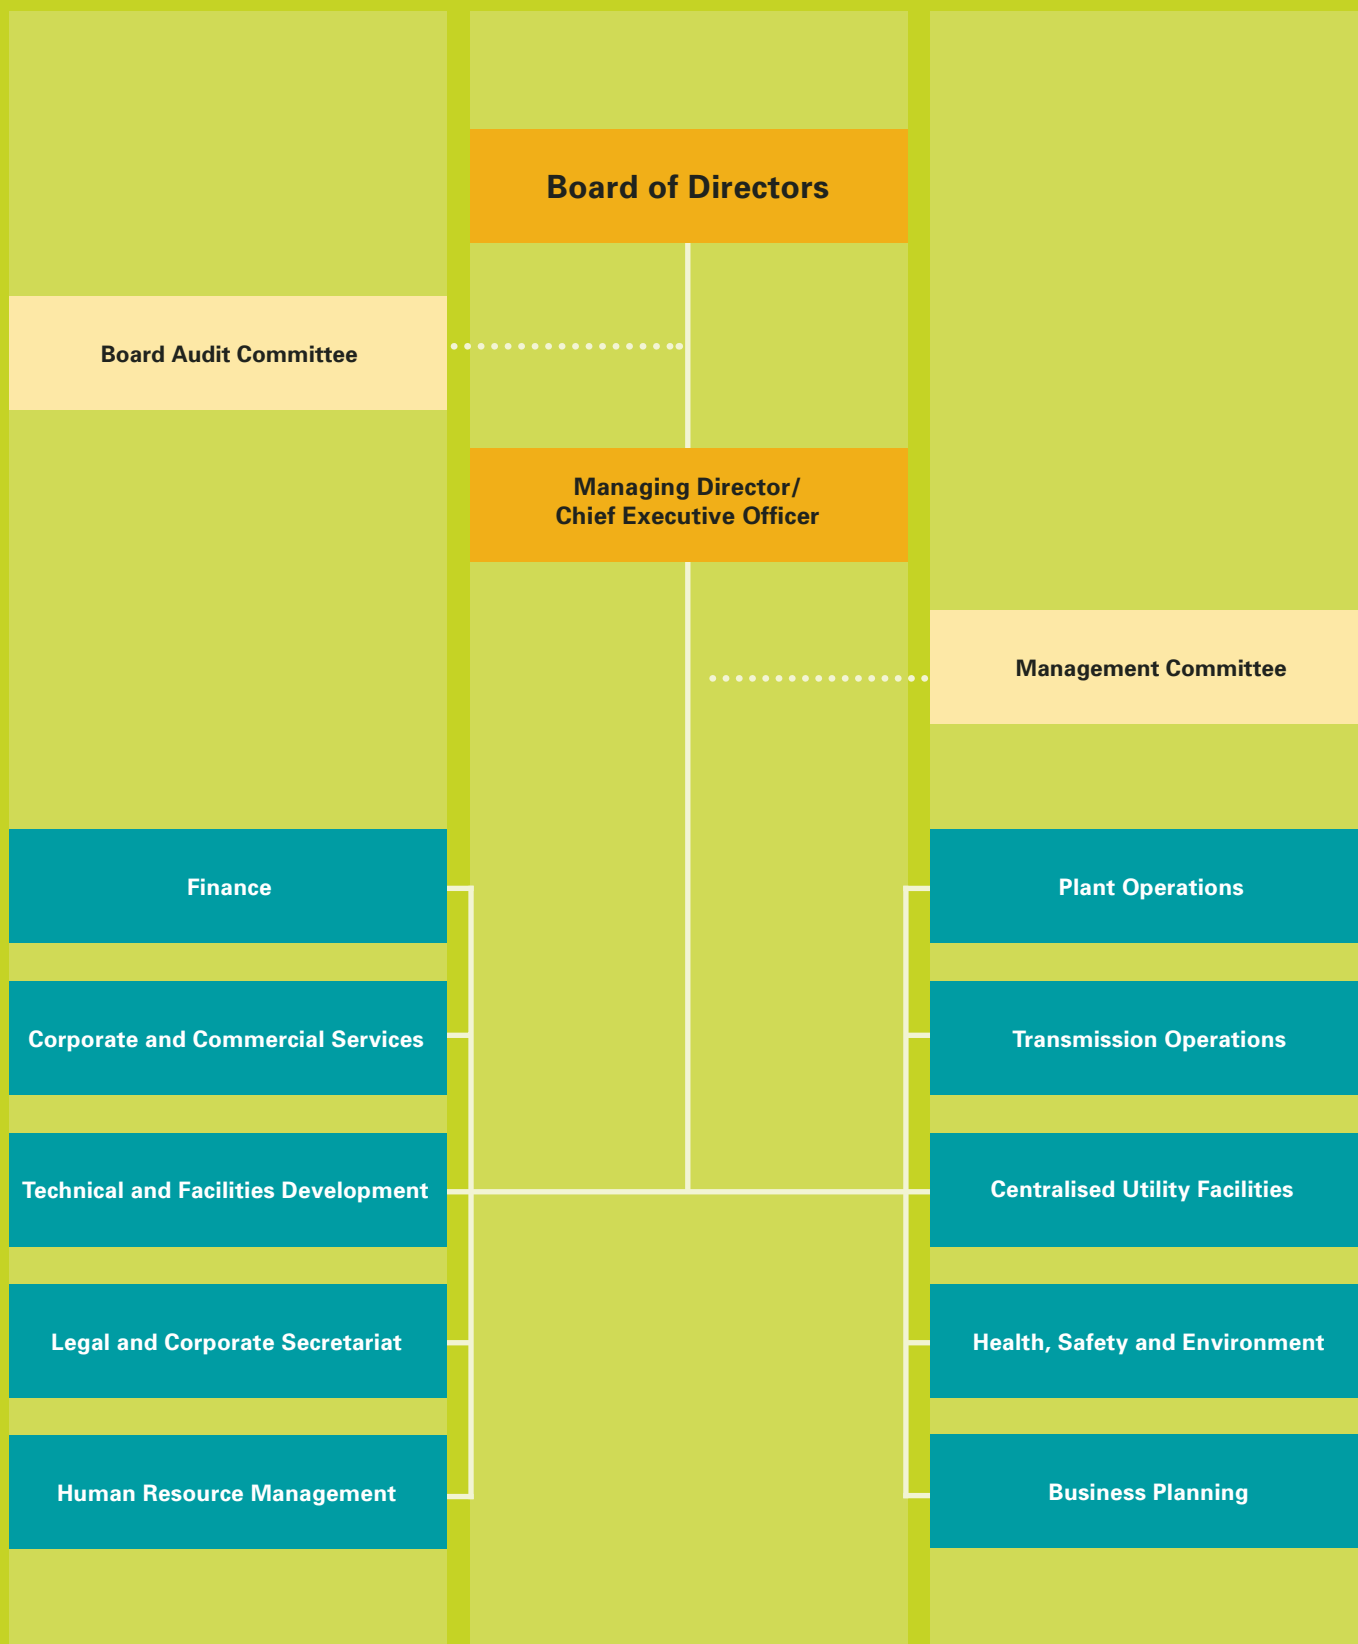 Board of Directors
Board Audit Committee
Managing Director/
Chief Executive Officer
Management Committee
Finance
Corporate and Commercial Services
Technical and Facilities Development
Legal and Corporate Secretariat
Human Resource Management
Plant Operations
Transmission Operations
Centralised Utility Facilities
Health, Safety and Environment
Business Planning